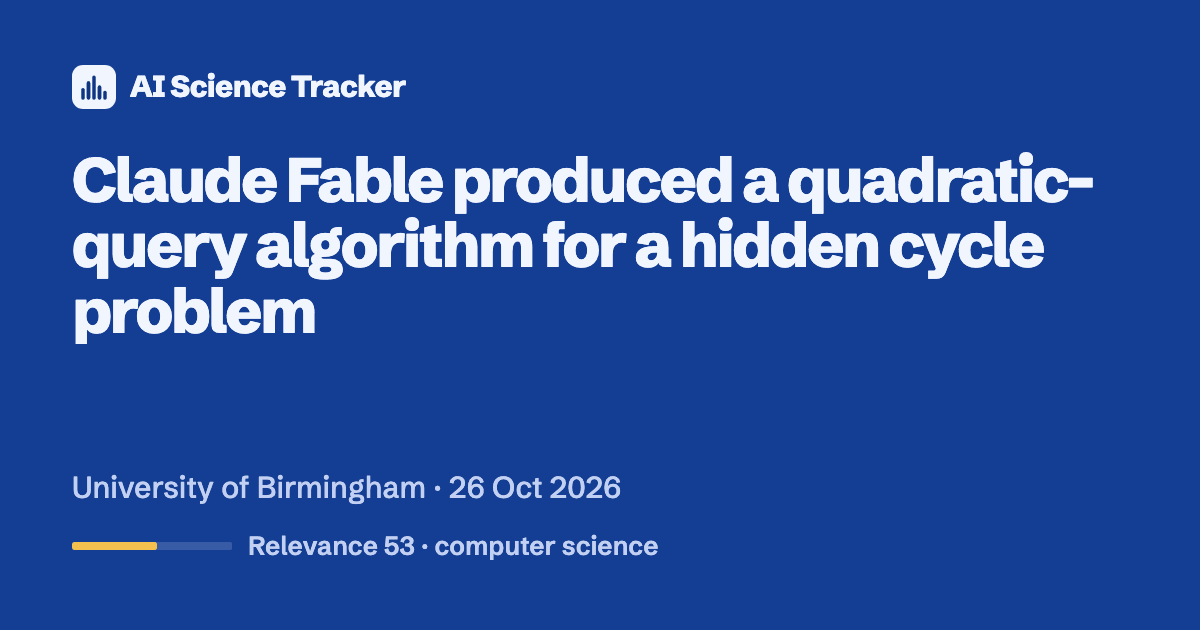 AI Science Tracker
Claude Fable produced a quadratic-
query algorithm for a hidden cycle
problem
University of Birmingham · 26 Oct 2026
Relevance 53 · computer science